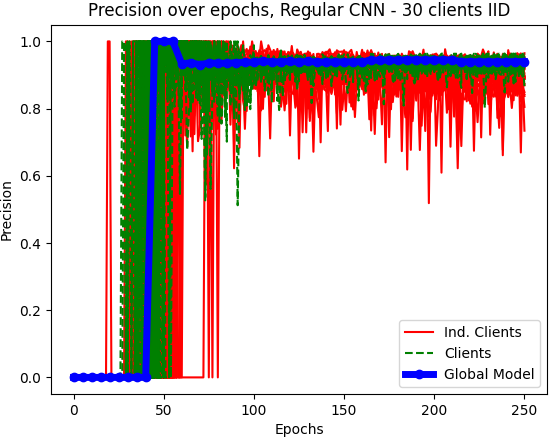 Precision over epochs, Regular CNN - 30 clients IID
Precision
1.0
0.8
0.6
0.4
0.2
0.0
Ind. Clients
Clients
Global Model
0
50
100
150
200
250
Epochs